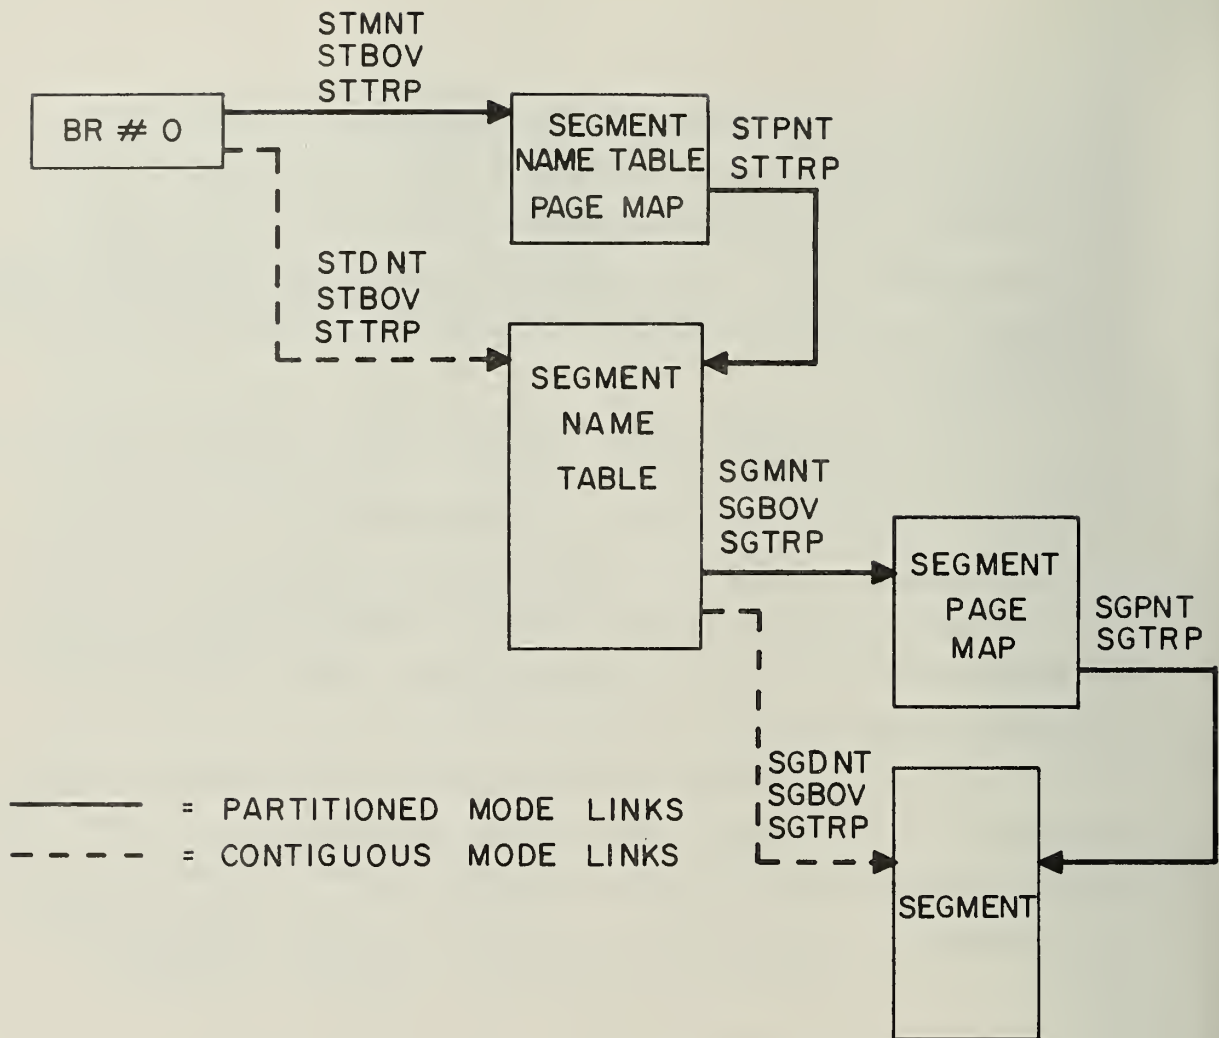 STMNT
STBOV
STTRP
BR # 0
SEGMENT
NAME TABLE
PAGE MAP
STPNT
STTRP
STDNT
STBOV
STTRP
SEGMENT
NAME
TABLE
SGMNT
SGBOV
SGTRP
SEGMENT
PAGE
MAP
SGPNT
SGTRP
SGDNT
SGBOV
SGTRP
SEGMENT
= PARTITIONED MODE LINKS
= CONTIGUOUS MODE LINKS